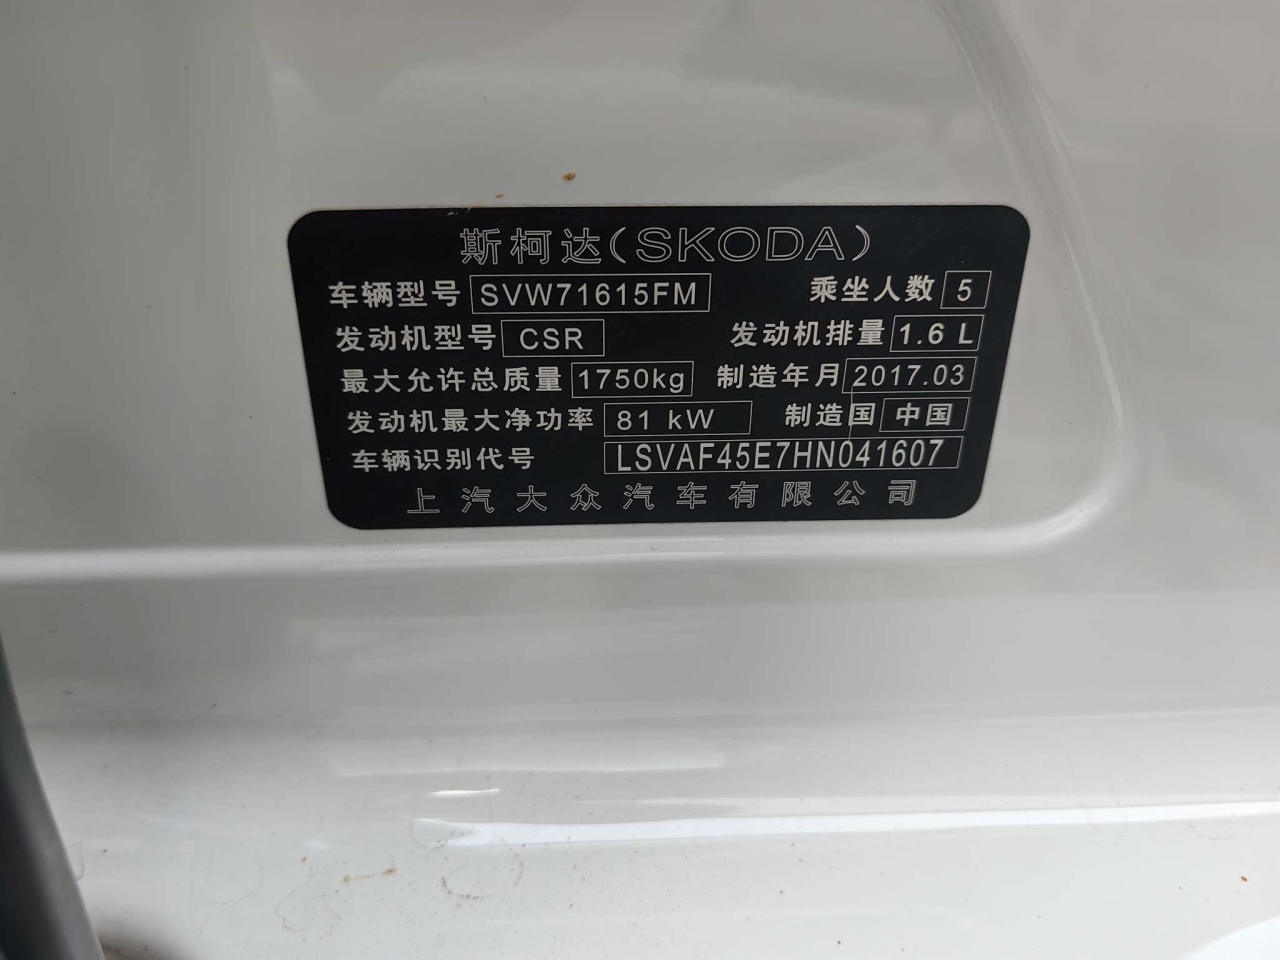 斯柯达(SKODA)
车辆型号 SVW71615FM 乘坐人数 5
发动机型号 CSR 发动机排量 1.6 L
最大允许总质量 1750kg 制造年月 2017.03
发动机最大净功率 81 kW 制造国 中国
车辆识别代号 LSVAF45E7HN041607
上汽大众汽车有限公司